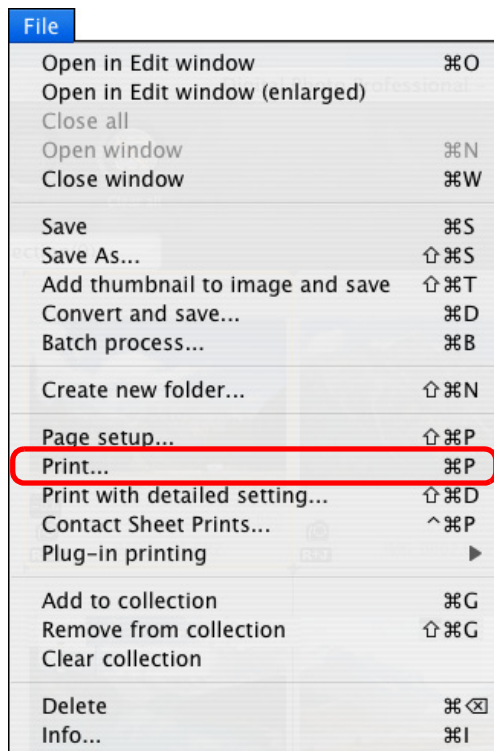 File
Open in Edit window ⌘O
Open in Edit window (enlarged)
Close all
Open window ⌘N
Close window ⌘W
Save ⌘S
Save As... ⇧⌘S
Add thumbnail to image and save ⇧⌘T
Convert and save... ⌘D
Batch process... ⌘B
Create new folder... ⇧⌘N
Page setup... ⇧⌘P
Print... ⌘P
Print with detailed setting... ⇧⌘D
Contact Sheet Prints... ^⌘P
Plug-in printing ▶
Add to collection ⌘G
Remove from collection ⇧⌘G
Clear collection
Delete ⌘⌫
Info... ⌘I